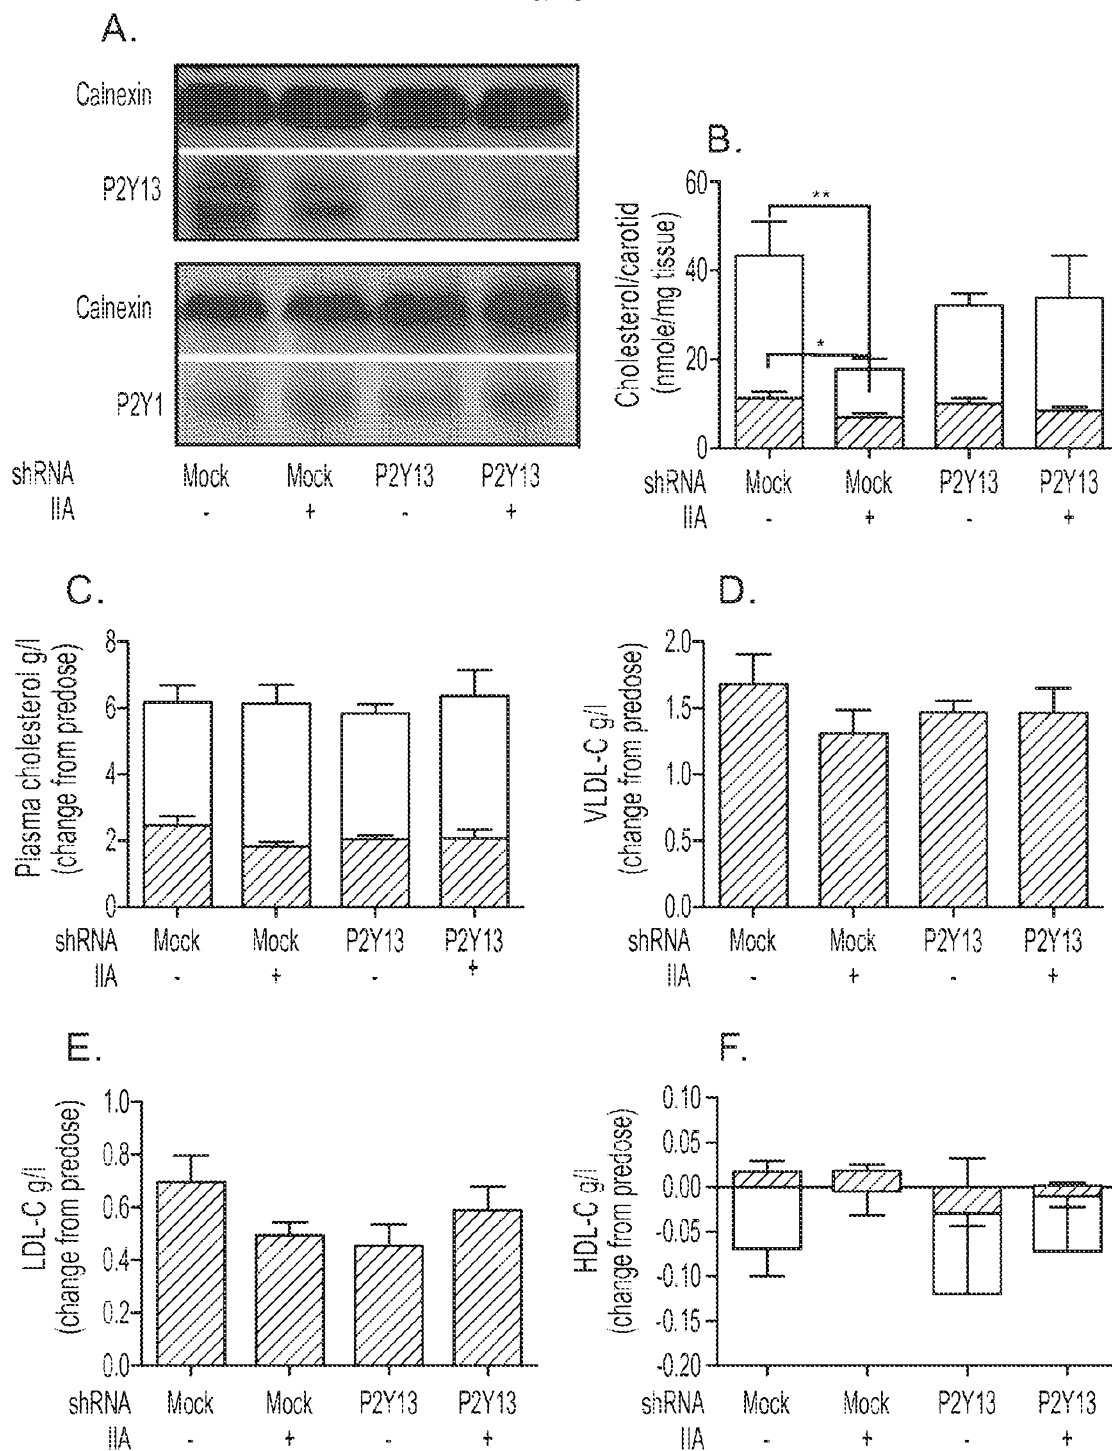 A.
Calnexin
P2Y13
Calnexin
P2Y1
shRNA Mock Mock P2Y13 P2Y13
IIA - + - +
B.
Cholesterol/carotid
(nmole/mg tissue)
60
40
20
0
**
*
shRNA Mock Mock P2Y13 P2Y13
IIA - + - +
C.
Plasma cholesterol g/l
(change from predose)
8
6
4
2
0
shRNA Mock Mock P2Y13 P2Y13
IIA - + - +
D.
VLDL-C g/l
(change from predose)
2.0
1.5
1.0
0.5
0.0
shRNA Mock Mock P2Y13 P2Y13
IIA - + - +
E.
LDL-C g/l
(change from predose)
1.0
0.8
0.6
0.4
0.2
0.0
shRNA Mock Mock P2Y13 P2Y13
IIA - + - +
F.
HDL-C g/l
(change from predose)
0.10
0.05
0.00
-0.05
-0.10
-0.15
-0.20
shRNA Mock Mock P2Y13 P2Y13
IIA - + - +